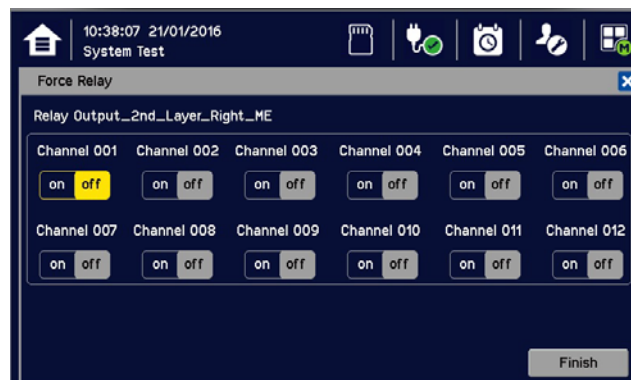 10:38:07 21/01/2016
System Test
M
Force Relay
Relay Output_2nd_Layer_Right_ME
Channel 001 Channel 002 Channel 003 Channel 004 Channel 005 Channel 006
on off on off on off on off on off on off
Channel 007 Channel 008 Channel 009 Channel 010 Channel 011 Channel 012
on off on off on off on off on off on off
Finish